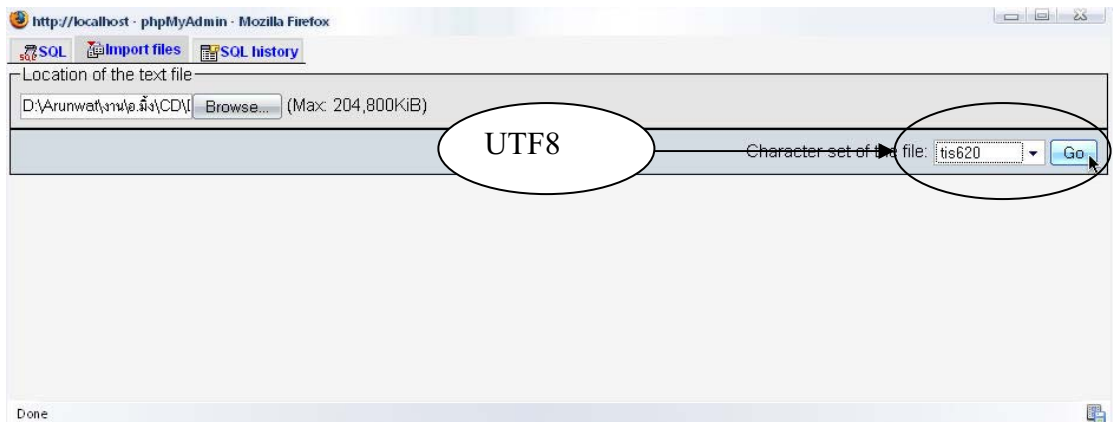 http://localhost - phpMyAdmin - Mozilla Firefox
SQL Import files SQL history
Location of the text file
D:\Arunwat\งาน\อ.มิ้ง\CD\ Browse... (Max: 204,800KiB)
UTF8
Character set of the file: tis620 Go
Done